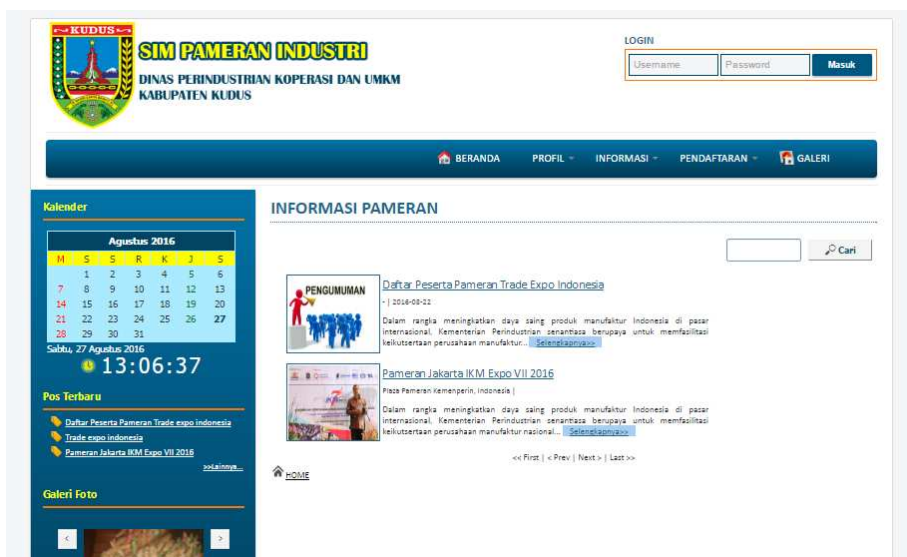 KUDUS
SIM PAMERAN INDUSTRI
DINAS PERINDUSTRIAN KOPERASI DAN UMKM
KABUPATEN KUDUS
LOGIN
Username Password Masuk
BERANDA PROFIL INFORMASI PENDAFTARAN GALERI
Kalender
Agustus 2016
M S S R K J S
1 2 3 4 5 6
7 8 9 10 11 12 13
14 15 16 17 18 19 20
21 22 23 24 25 26 27
28 29 30 31
Sabtu, 27 Agustus 2016
13:06:37
Pos Terbaru
Daftar Peserta Pameran Trade expo indonesia
Trade expo indonesia
Pameran Jakarta IKM Expo VII 2016
>>Lainnya...
Galeri Foto
< >
INFORMASI PAMERAN
Cari
PENGUMUMAN
Daftar Peserta Pameran Trade Expo Indonesia
- | 2016-08-22
Dalam rangka meningkatkan daya saing produk manufaktur Indonesia di pasar
internasional, Kementerian Perindustrian senantiasa berupaya untuk memfasilitasi
keikutsertaan perusahaan manufaktur... Selengkapnya>>
Pameran Jakarta IKM Expo VII 2016
Plaza Pameran Kemenperin, Indonesia |
Dalam rangka meningkatkan daya saing produk manufaktur Indonesia di pasar
internasional, Kementerian Perindustrian senantiasa berupaya untuk memfasilitasi
keikutsertaan perusahaan manufaktur nasional... Selengkapnya>>
<< First | < Prev | Next > | Last >>
HOME